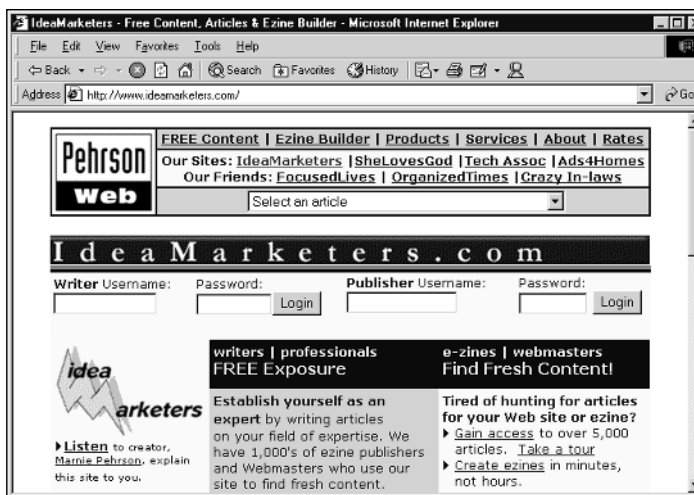 IdeaMarketers - Free Content, Articles & Ezine Builder - Microsoft Internet Explorer
File Edit View Favorites Tools Help
Back Search Favorites History
Address http://www.ideamarketers.com/ Go
Pehrson
Web
FREE Content | Ezine Builder | Products | Services | About | Rates
Our Sites: IdeaMarketers |SheLovesGod |Tech Assoc |Ads4Homes
Our Friends: FocusedLives | OrganizedTimes |Crazy In-laws
Select an article
IdeaMarketers.com
Writer Username: Password: Publisher Username: Password:
Login Login
idea
arketers
Listen to creator,
Marnie Pehrson, explain
this site to you.
writers | professionals
FREE Exposure
Establish yourself as an
expert by writing articles
on your field of expertise. We
have 1,000's of ezine publishers
and Webmasters who use our
site to find fresh content.
e-zines | webmasters
Find Fresh Content!
Tired of hunting for articles
for your Web site or ezine?
Gain access to over 5,000
articles. Take a tour
Create ezines in minutes,
not hours.